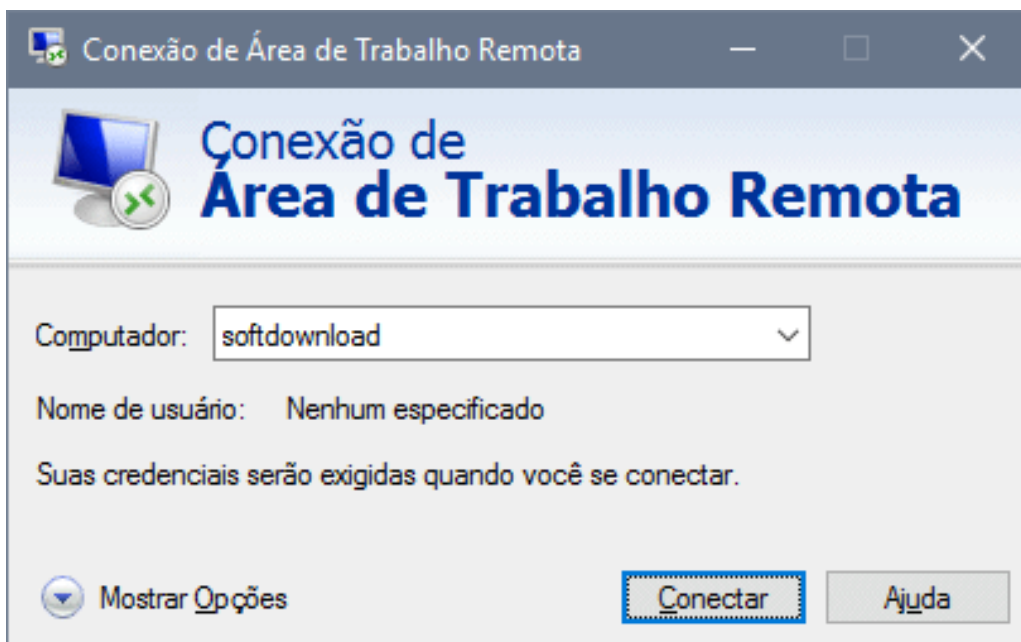 Conexão de Área de Trabalho Remota
Conexão de
Área de Trabalho Remota
Computador: softdownload
Nome de usuário: Nenhum especificado
Suas credenciais serão exigidas quando você se conectar.
Mostrar Opções Conectar Ajuda